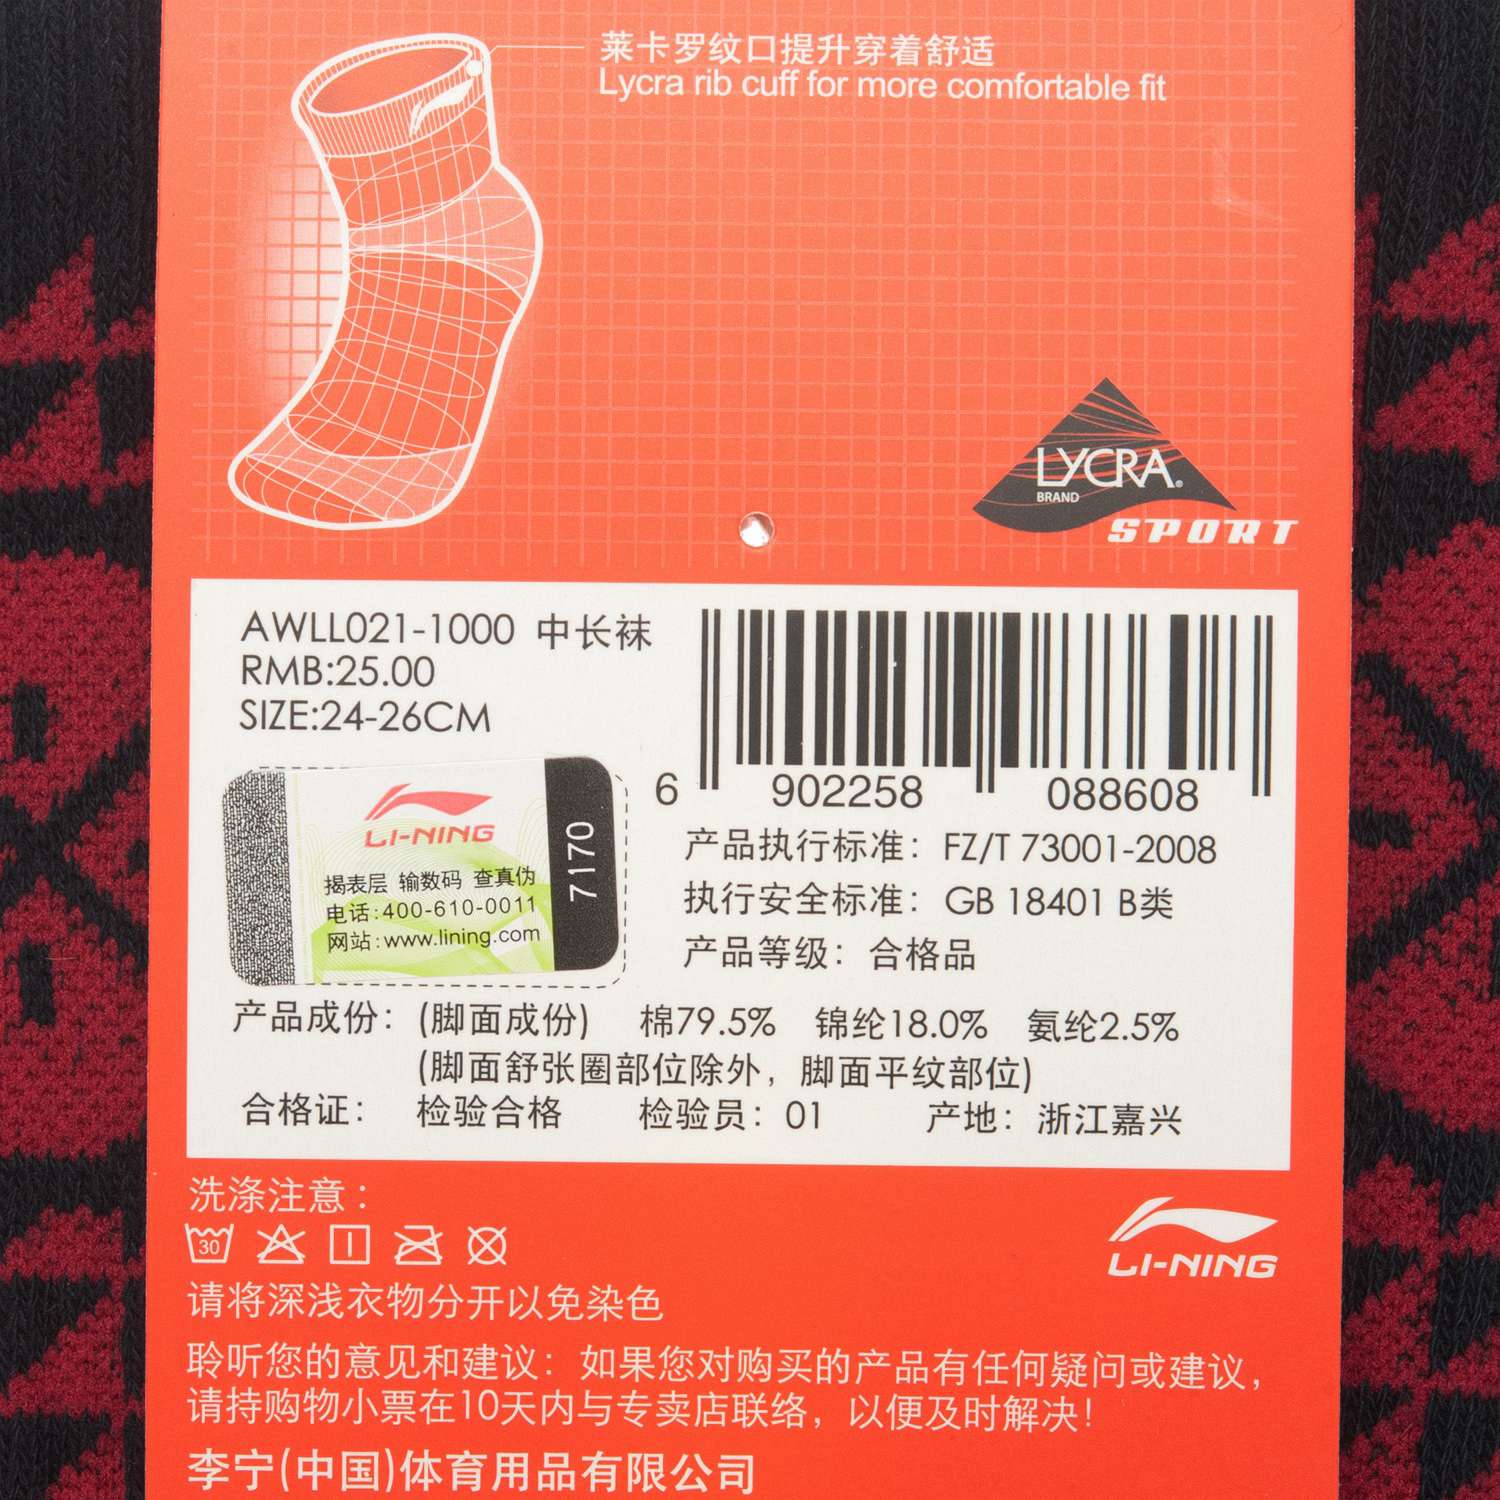 莱卡罗纹口提升穿着舒适
Lycra rib cuff for more comfortable fit
LYCRA®
BRAND
SPORT
AWLL021-1000 中长袜
RMB:25.00
SIZE:24-26CM
6 902258 088608
LI-NING
揭表层 输数码 查真伪
电话:400-610-0011
网站:www.lining.com
7170
产品执行标准：FZ/T 73001-2008
执行安全标准：GB 18401 B类
产品等级：合格品
产品成份：(脚面成份) 棉79.5% 锦纶18.0% 氨纶2.5%
(脚面舒张圈部位除外，脚面平纹部位)
合格证： 检验合格 检验员：01 产地：浙江嘉兴
洗涤注意：
30
LI-NING
请将深浅衣物分开以免染色
聆听您的意见和建议：如果您对购买的产品有任何疑问或建议，
请持购物小票在10天内与专卖店联络，以便及时解决！
李宁(中国)体育用品有限公司